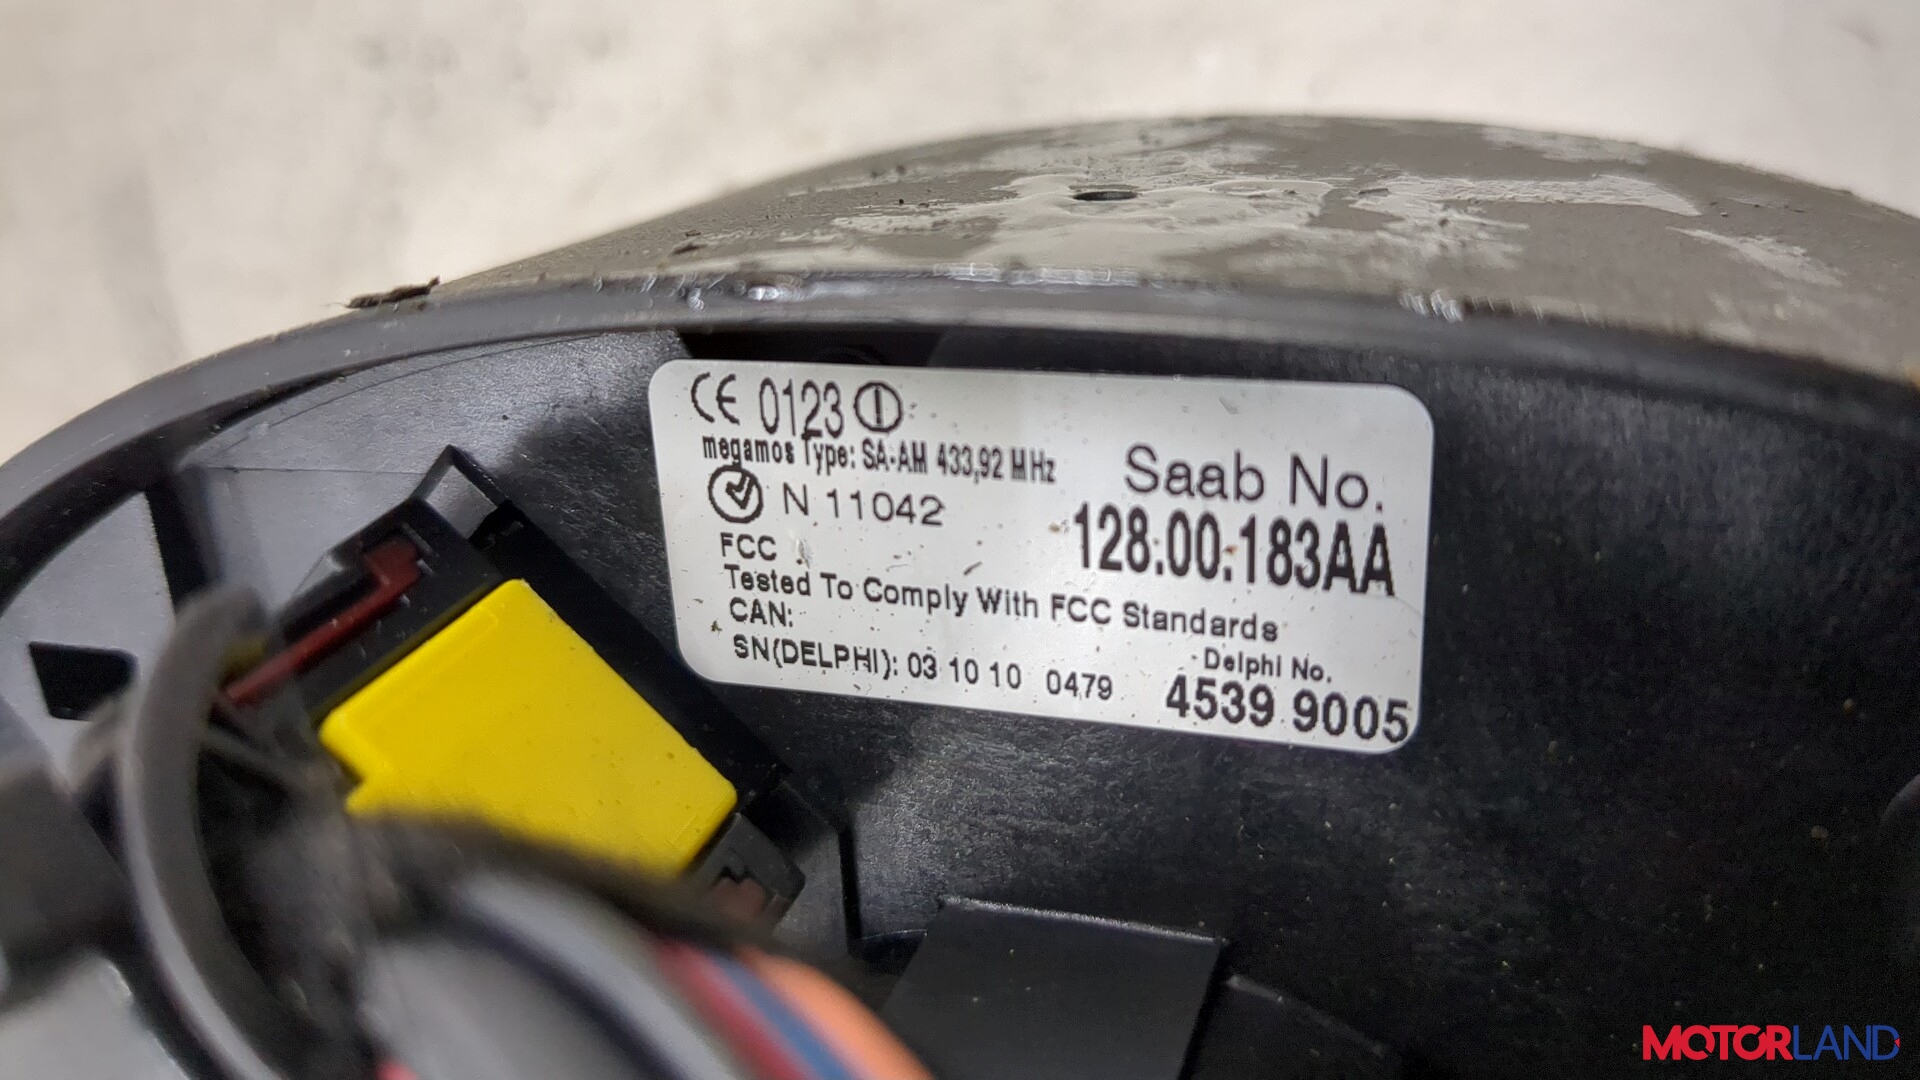 CE 0123
megamos Type: SA-AM 433,92 MHz
N 11042
Saab No.
128.00.183AA
FCC
Tested To Comply With FCC Standards
CAN:
SN(DELPHI): 03 10 10 0479
Delphi No.
4539 9005
MOTORLAND